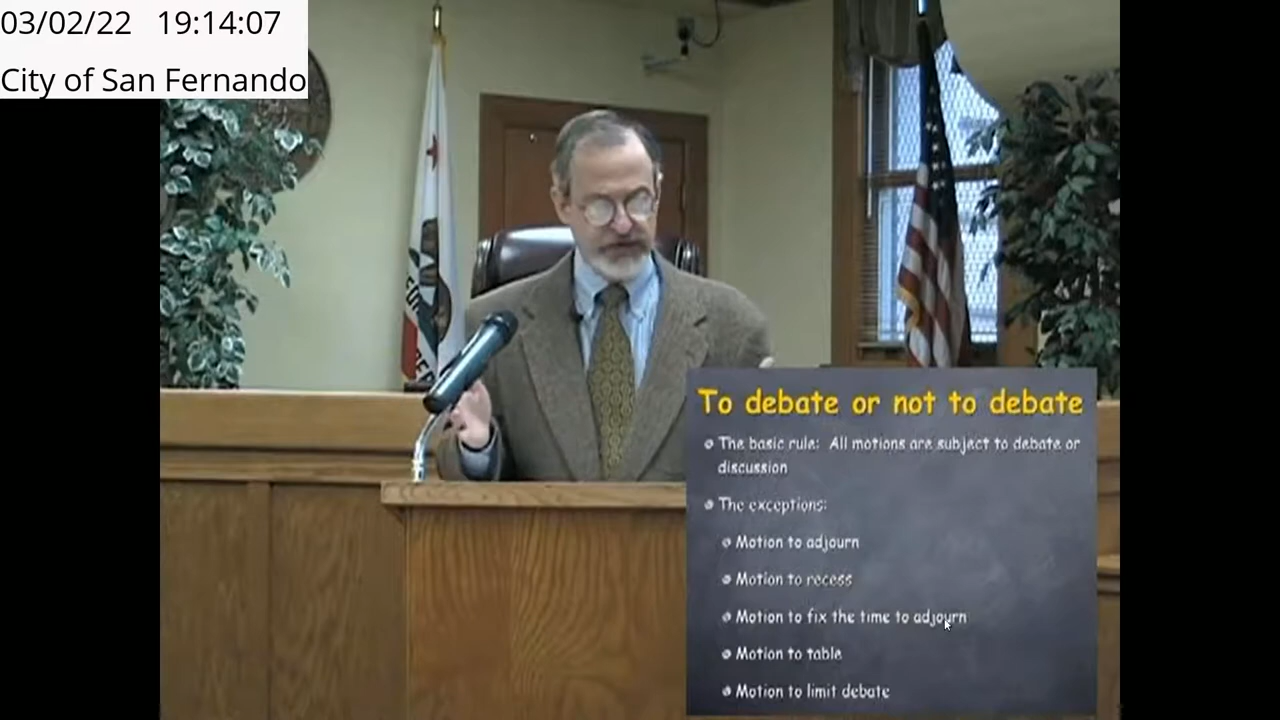 03/02/22 19:14:07
City of San Fernando
To debate or not to debate
The basic rule: All motions are subject to debate or
discussion
The exceptions:
Motion to adjourn
Motion to recess
Motion to fix the time to adjourn
Motion to table
Motion to limit debate